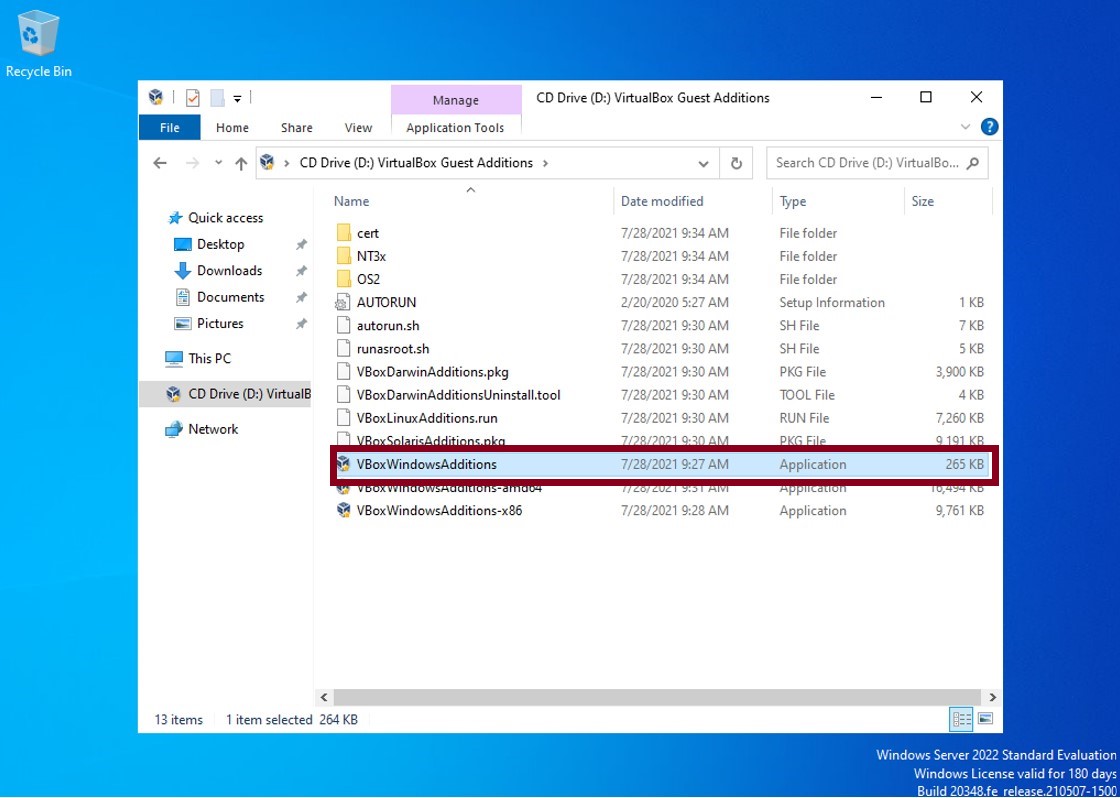 Recycle Bin
Manage
CD Drive (D:) VirtualBox Guest Additions
File Home Share View Application Tools
?
CD Drive (D:) VirtualBox Guest Additions
Search CD Drive (D:) VirtualBo...
Name Date modified Type Size
Quick access
Desktop
Downloads
Documents
Pictures
This PC
CD Drive (D:) VirtualB
Network
cert 7/28/2021 9:34 AM File folder
NT3x 7/28/2021 9:34 AM File folder
OS2 7/28/2021 9:34 AM File folder
AUTORUN 2/20/2020 5:27 AM Setup Information 1 KB
autorun.sh 7/28/2021 9:30 AM SH File 7 KB
runasroot.sh 7/28/2021 9:30 AM SH File 5 KB
VBoxDarwinAdditions.pkg 7/28/2021 9:30 AM PKG File 3,900 KB
VBoxDarwinAdditionsUninstall.tool 7/28/2021 9:30 AM TOOL File 4 KB
VBoxLinuxAdditions.run 7/28/2021 9:30 AM RUN File 7,260 KB
VBoxSolarisAdditions.pkg 7/28/2021 9:30 AM PKG File 9,191 KB
VBoxWindowsAdditions 7/28/2021 9:27 AM Application 265 KB
VBoxWindowsAdditions-amd64 7/28/2021 9:31 AM Application 16,494 KB
VBoxWindowsAdditions-x86 7/28/2021 9:28 AM Application 9,761 KB
13 items 1 item selected 264 KB
Windows Server 2022 Standard Evaluation
Windows License valid for 180 days
Build 20348.fe_release.210507-1500